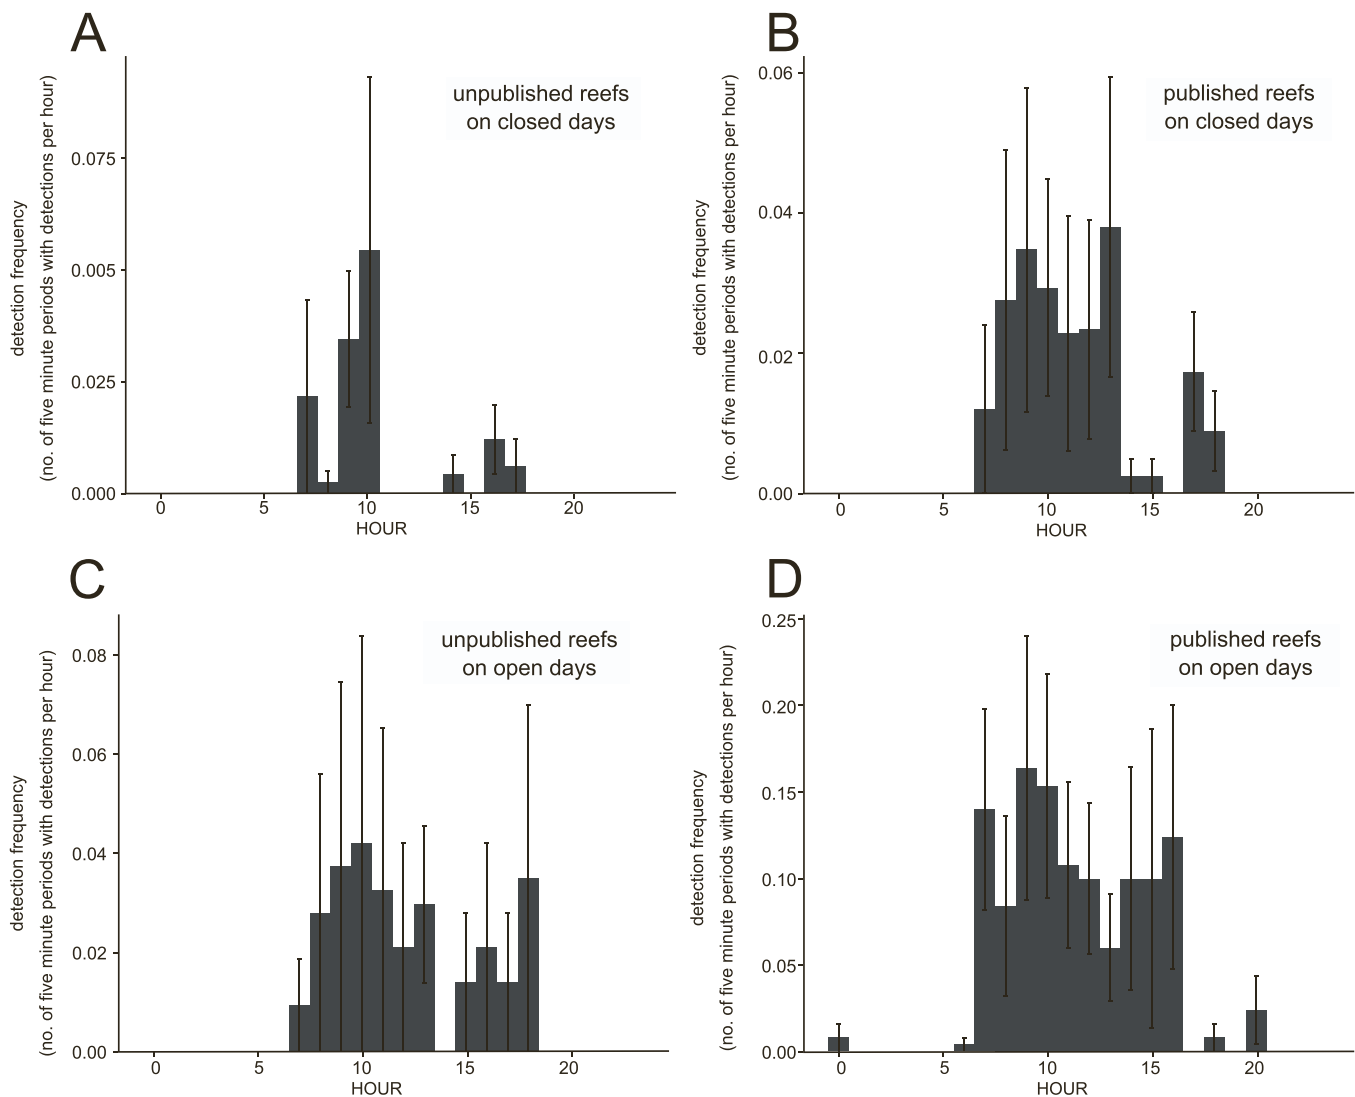 A
detection frequency
(no. of five minute periods with detections per hour)
unpublished reefs
on closed days
0.075
0.005
0.025
0.000
0 5 10 15 20
HOUR
B
detection frequency
(no. of five minute periods with detections per hour)
published reefs
on closed days
0.06
0.04
0.02
0.00
0 5 10 15 20
HOUR
C
detection frequency
(no. of five minute periods with detections per hour)
unpublished reefs
on open days
0.08
0.06
0.04
0.02
0.00
0 5 10 15 20
HOUR
D
detection frequency
(no. of five minute periods with detections per hour)
published reefs
on open days
0.25
0.20
0.15
0.10
0.05
0.00
0 5 10 15 20
HOUR